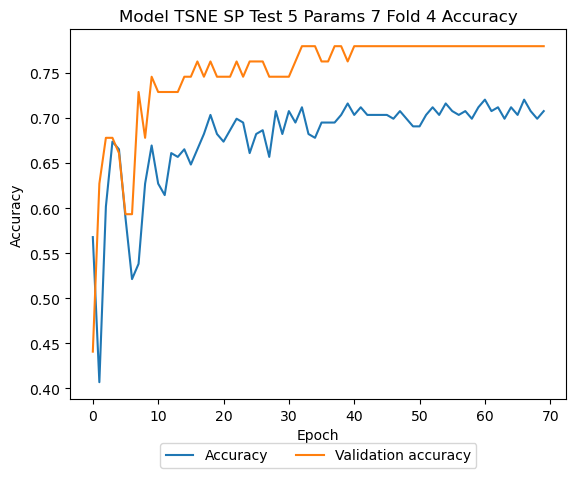 Model TSNE SP Test 5 Params 7 Fold 4 Accuracy
Accuracy
0.75
0.70
0.65
0.60
0.55
0.50
0.45
0.40
0 10 20 30 40 50 60 70
Epoch
Accuracy Validation accuracy